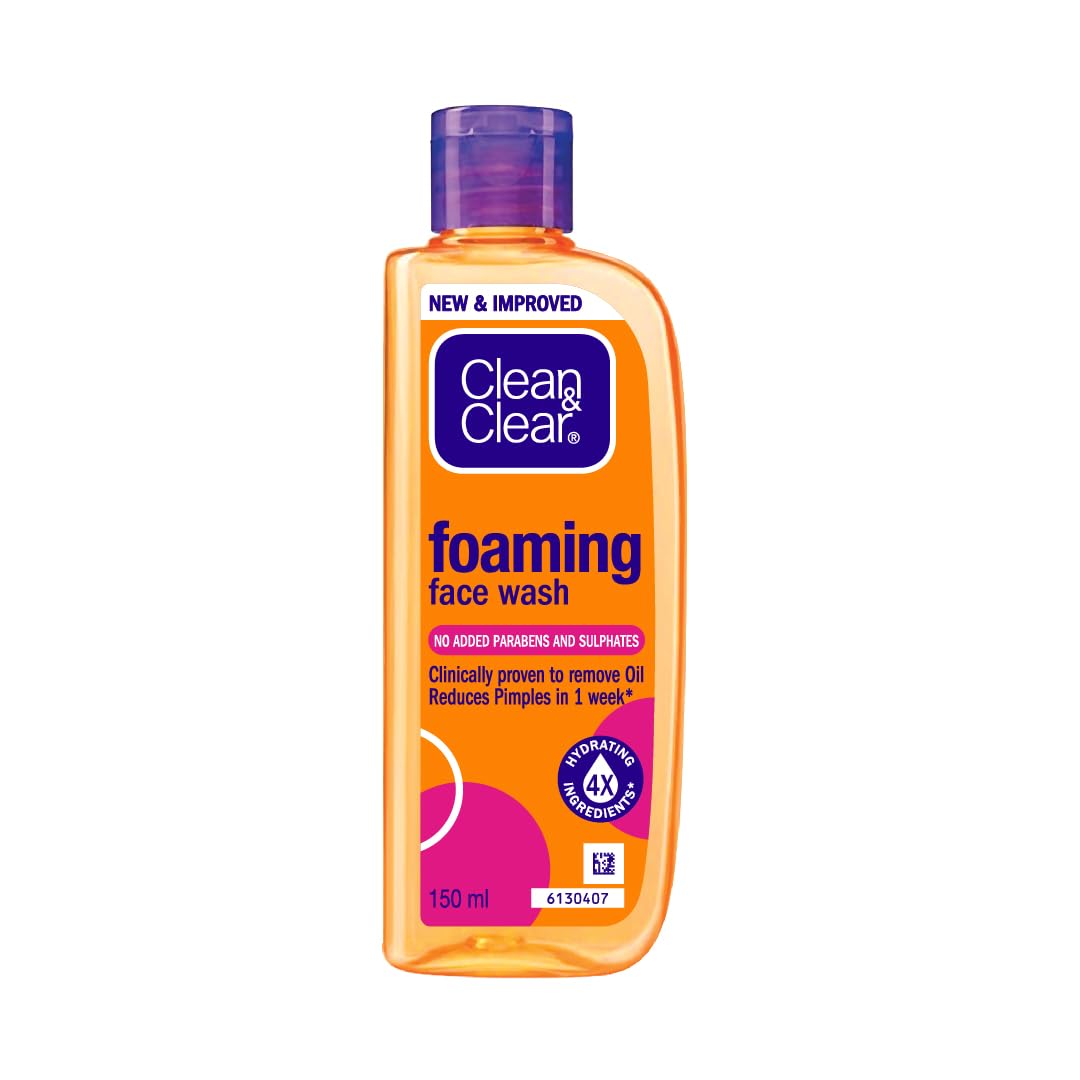 NEW & IMPROVED
Clean
&
Clear®
foaming
face wash
NO ADDED PARABENS AND SULPHATES
Clinically proven to remove Oil
Reduces Pimples in 1 week*
HYDRATING
4X
INGREDIENTS*
150 ml
6130407